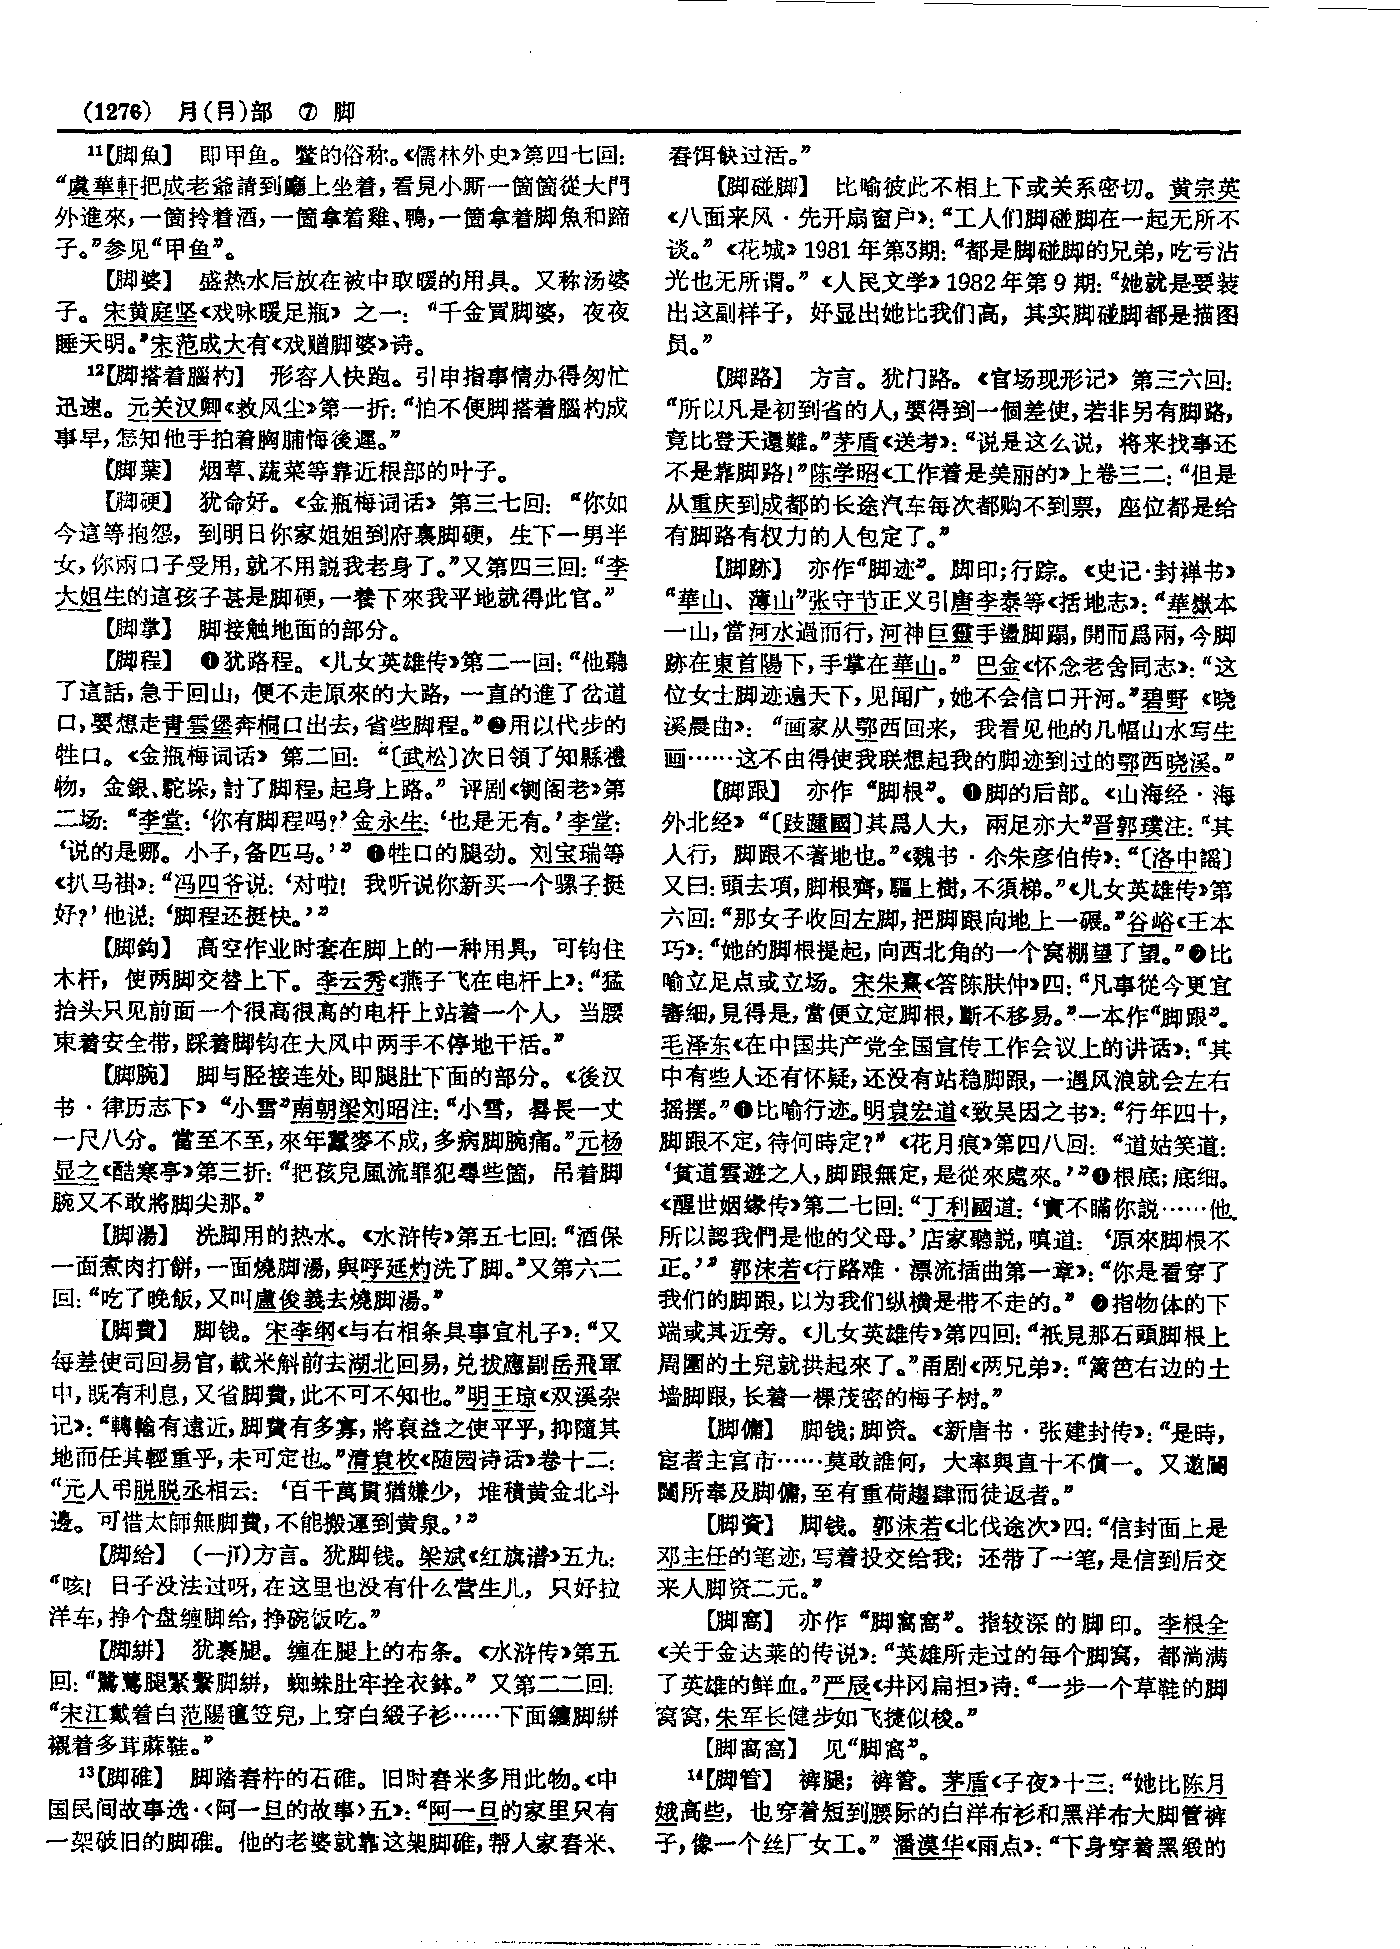 (1276) 月(⺼)部 ⑦ 脚
11【脚魚】 即甲鱼。鳖的俗称。《儒林外史》第四七回：
“虞華軒把成老爺請到廳上坐着，看見小厮一箇箇從大門
外進來，一箇拎着酒，一箇拿着雞、鴨，一箇拿着脚魚和蹄
子。”参见“甲鱼”。
【脚婆】 盛热水后放在被中取暖的用具。又称汤婆
子。宋黄庭坚《戏咏暖足瓶》之一：“千金買脚婆，夜夜
睡天明。”宋范成大有《戏赠脚婆》诗。
12【脚搭着腦杓】 形容人快跑。引申指事情办得匆忙
迅速。元关汉卿《救风尘》第一折：“怕不便脚搭着腦杓成
事早，怎知他手拍着胸脯悔後遲。”
【脚葉】 烟草、蔬菜等靠近根部的叶子。
【脚硬】 犹命好。《金瓶梅词话》第三七回：“你如
今這等抱怨，到明日你家姐姐到府裏脚硬，生下一男半
女，你兩口子受用，就不用説我老身了。”又第四三回：“李
大姐生的這孩子甚是脚硬，一養下來我平地就得此官。”
【脚掌】 脚接触地面的部分。
【脚程】 ❶犹路程。《儿女英雄传》第二一回：“他聽
了這話，急于回山，便不走原來的大路，一直的進了岔道
口，要想走青雲堡奔桐口出去，省些脚程。”❷用以代步的
牲口。《金瓶梅词话》第二回：“〔武松〕次日領了知縣禮
物，金銀、駝垛，討了脚程，起身上路。”评剧《铡阁老》第
二场：“李堂：‘你有脚程吗？’金永生：‘也是无有。’李堂：
‘说的是哪。小子，备匹马。’”❸牲口的腿劲。刘宝瑞等
《扒马褂》：“冯四爷说：‘对啦！我听说你新买一个骡子挺
好？’他说：‘脚程还挺快。’”
【脚鈎】 高空作业时套在脚上的一种用具，可钩住
木杆，使两脚交替上下。李云秀《燕子飞在电杆上》：“猛
抬头只见前面一个很高很高的电杆上站着一个人，当腰
束着安全带，踩着脚钩在大风中两手不停地干活。”
【脚腕】 脚与胫接连处，即腿肚下面的部分。《後汉
书·律历志下》“小雪”南朝梁刘昭注：“小雪，晷長一丈
一尺八分。當至不至，來年蠶麥不成，多病脚腕痛。”元杨
显之《酷寒亭》第三折：“把孩兒風流罪犯尋些箇，吊着脚
腕又不敢將脚尖那。”
【脚湯】 洗脚用的热水。《水浒传》第五七回：“酒保
一面煮肉打餅，一面燒脚湯，與呼延灼洗了脚。”又第六二
回：“吃了晚飯，又叫盧俊義去燒脚湯。”
【脚費】 脚钱。宋李纲《与右相条具事宜札子》：“又
每差使司回易官，載米斛前去湖北回易，兑拔應副岳飛軍
中，既有利息，又省脚費，此不可不知也。”明王琼《双溪杂
记》：“轉輸有遠近，脚費有多寡，將裒益之使平乎，抑隨其
地而任其輕重乎，未可定也。”清袁枚《随园诗话》卷十二：
“元人弔脱脱丞相云：‘百千萬貫猶嫌少，堆積黄金北斗
邊。可惜太師無脚費，不能搬運到黄泉。’”
【脚给】 (—jǐ)方言。犹脚钱。梁斌《红旗谱》五九：
“咳！日子没法过呀，在这里也没有什么营生儿，只好拉
洋车，挣个盘缠脚给，挣碗饭吃。”
【脚絣】 犹裹腿。缠在腿上的布条。《水浒传》第五
回：“鷺鷥腿緊繫脚絣，蜘蛛肚牢拴衣鉢。”又第二二回：
“宋江戴着白范陽氊笠兒，上穿白緞子衫……下面纏脚絣
襯着多耳蔴鞋。”
13【脚碓】 脚踏舂杵的石碓。旧时舂米多用此物。《中
国民间故事选·〈阿一旦的故事〉五》：“阿一旦的家里只有
一架破旧的脚碓。他的老婆就靠这架脚碓，帮人家舂米、
舂饵𫗦过活。”
【脚碰脚】 比喻彼此不相上下或关系密切。黄宗英
《八面来风·先开扇窗户》：“工人们脚碰脚在一起无所不
谈。”《花城》1981年第3期：“都是脚碰脚的兄弟，吃亏沾
光也无所谓。”《人民文学》1982年第9期：“她就是要装
出这副样子，好显出她比我们高，其实脚碰脚都是描图
员。”
【脚路】 方言。犹门路。《官场现形记》第三六回：
“所以凡是初到省的人，要得到一個差使，若非另有脚路，
竟比登天還難。”茅盾《送考》：“说是这么说，将来找事还
不是靠脚路！”陈学昭《工作着是美丽的》上卷三二：“但是
从重庆到成都的长途汽车每次都购不到票，座位都是给
有脚路有权力的人包定了。”
【脚跡】 亦作“脚迹”。脚印；行踪。《史记·封禅书》
“華山、薄山”张守节正义引唐李泰等《括地志》：“華嶽本
一山，當河水過而行，河神巨靈手盪脚蹋，開而爲兩，今脚
跡在東首陽下，手掌在華山。”巴金《怀念老舍同志》：“这
位女士脚迹遍天下，见闻广，她不会信口开河。”碧野《晓
溪晨曲》：“画家从鄂西回来，我看见他的几幅山水写生
画……这不由得使我联想起我的脚迹到过的鄂西晓溪。”
【脚跟】 亦作“脚根”。❶脚的后部。《山海经·海
外北经》“〔跂踵國〕其爲人大，兩足亦大”晋郭璞注：“其
人行，脚跟不著地也。”《魏书·尒朱彦伯传》：“〔洛中謡〕
又曰：頭去項，脚根齊，驅上樹，不須梯。”《儿女英雄传》第
六回：“那女子收回左脚，把脚跟向地上一碾。”谷峪《王本
巧》：“她的脚根提起，向西北角的一个窝棚望了望。”❷比
喻立足点或立场。宋朱熹《答陈肤仲》四：“凡事從今更宜
審細，見得是，當便立定脚根，斷不移易。”一本作“脚跟”。
毛泽东《在中国共产党全国宣传工作会议上的讲话》：“其
中有些人还有怀疑，还没有站稳脚跟，一遇风浪就会左右
摇摆。”❸比喻行迹。明袁宏道《致吴因之书》：“行年四十，
脚跟不定，待何時定？”《花月痕》第四八回：“道姑笑道：
‘貧道雲遊之人，脚跟無定，是從來處來。’”❹根底；底细。
《醒世姻缘传》第二七回：“丁利國道：‘實不瞞你説……他
所以認我們是他的父母。’店家聽説，嗔道：‘原來脚根不
正。’”郭沫若《行路难·漂流插曲第一章》：“你是看穿了
我们的脚跟，以为我们纵横是带不走的。”❺指物体的下
端或其近旁。《儿女英雄传》第四回：“祇見那石頭脚根上
周圍的土兒就拱起來了。”甬剧《两兄弟》：“篱笆右边的土
墙脚跟，长着一棵茂密的梅子树。”
【脚傭】 脚钱；脚资。《新唐书·张建封传》：“是時，
宦者主宫市……莫敢誰何，大率與直十不償一。又邀閽
闥所奉及脚傭，至有重荷趨肆而徒返者。”
【脚資】 脚钱。郭沫若《北伐途次》四：“信封面上是
邓主任的笔迹，写着投交给我；还带了一笔，是信到后交
来人脚资二元。”
【脚窩】 亦作“脚窩窩”。指较深的脚印。李根全
《关于金达莱的传说》：“英雄所走过的每个脚窝，都淌满
了英雄的鲜血。”严辰《井冈扁担》诗：“一步一个草鞋的脚
窝窝，朱军长健步如飞捷似梭。”
【脚窩窩】 见“脚窝”。
14【脚管】 裤腿；裤管。茅盾《子夜》十三：“她比陈月
娥高些，也穿着短到腰际的白洋布衫和黑洋布大脚管裤
子，像一个丝厂女工。”潘漠华《雨点》：“下身穿着黑缎的